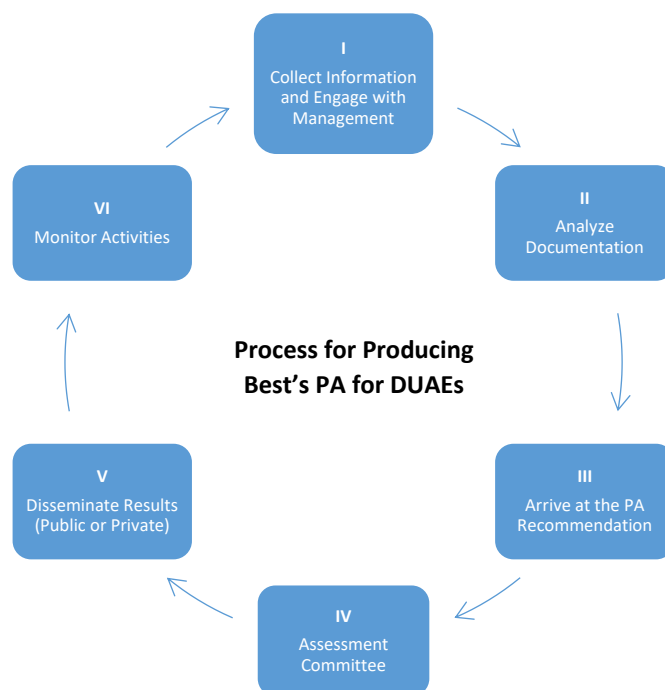 I
Collect Information
and Engage with
Management
II
Analyze
Documentation
III
Arrive at the PA
Recommendation
IV
Assessment
Committee
V
Disseminate Results
(Public or Private)
VI
Monitor Activities
Process for Producing
Best’s PA for DUAEs